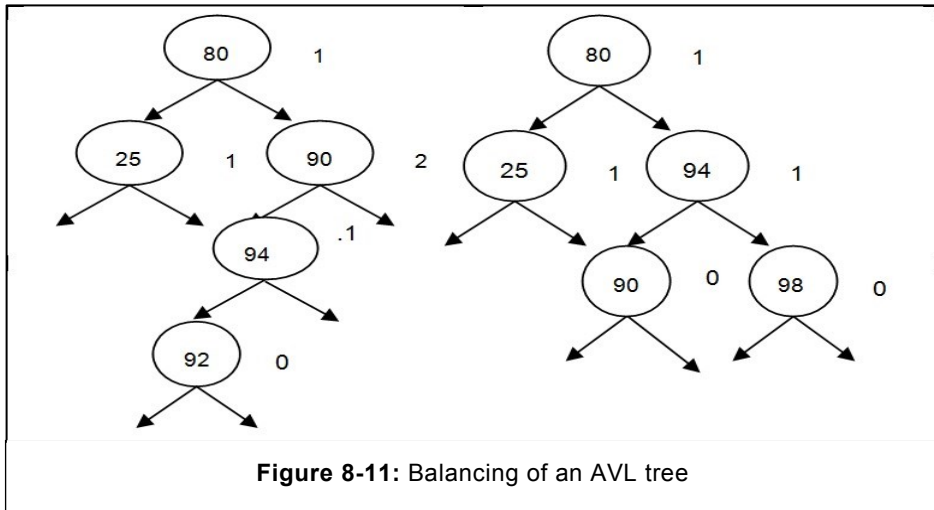 80 1 80 1
25 1 90 2 25 1 94 1
94 .1
90 0 98 0
92 0
Figure 8-11: Balancing of an AVL tree